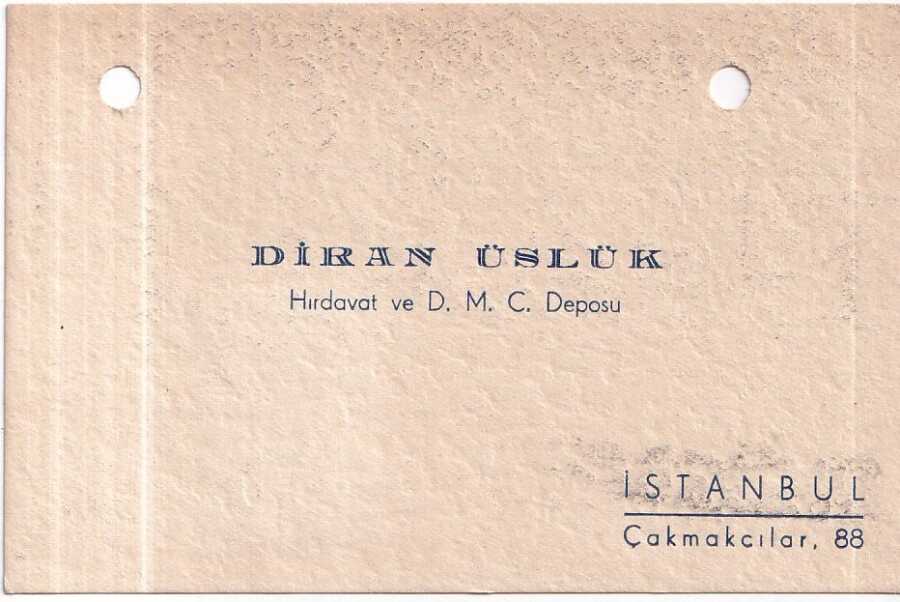 DİRAN ÜSLÜK
Hırdavat ve D. M. C. Deposu
İSTANBUL
Çakmakcılar, 88